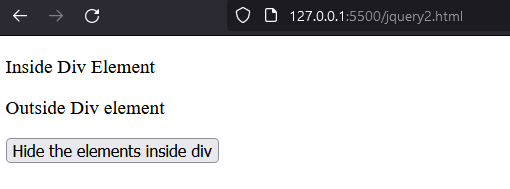 127.0.0.1:5500/jquery2.html
Inside Div Element
Outside Div element
Hide the elements inside div